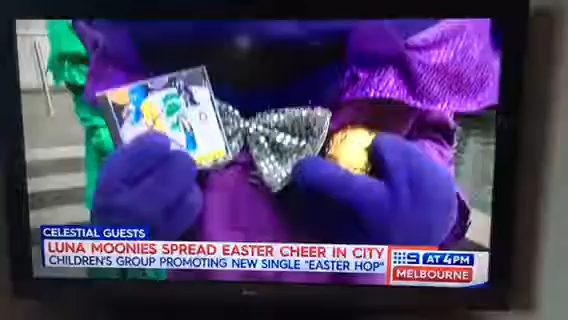 CELESTIAL GUESTS
LUNA MOONIES SPREAD EASTER CHEER IN CITY
CHILDREN'S GROUP PROMOTING NEW SINGLE "EASTER HOP"
9 AT 4PM
MELBOURNE